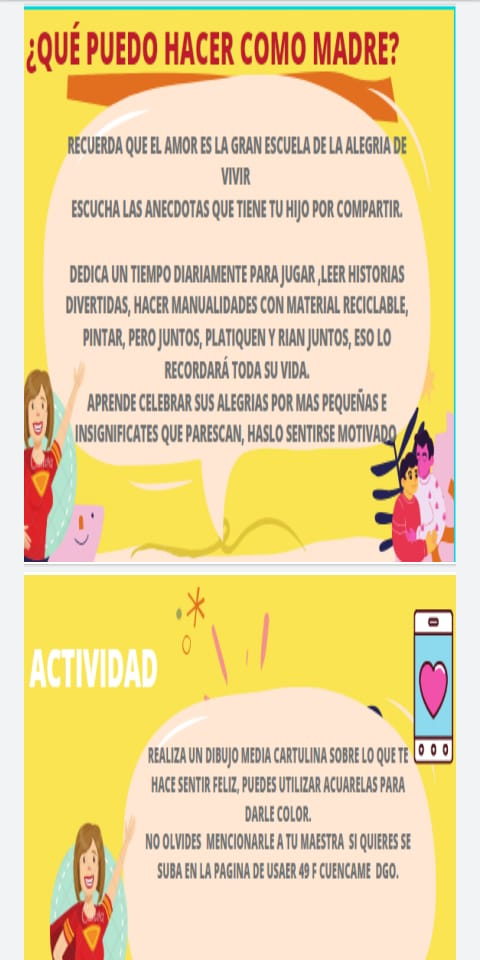 ¿QUÉ PUEDO HACER COMO MADRE?
RECUERDA QUE EL AMOR ES LA GRAN ESCUELA DE LA ALEGRIA DE
VIVIR
ESCUCHA LAS ANECDOTAS QUE TIENE TU HIJO POR COMPARTIR.
DEDICA UN TIEMPO DIARIAMENTE PARA JUGAR ,LEER HISTORIAS
DIVERTIDAS, HACER MANUALIDADES CON MATERIAL RECICLABLE,
PINTAR, PERO JUNTOS, PLATIQUEN Y RIAN JUNTOS, ESO LO
RECORDARÁ TODA SU VIDA.
APRENDE CELEBRAR SUS ALEGRIAS POR MAS PEQUEÑAS E
INSIGNIFICATES QUE PARESCAN, HASLO SENTIRSE MOTIVADO
ACTIVIDAD
REALIZA UN DIBUJO MEDIA CARTULINA SOBRE LO QUE TE
HACE SENTIR FELIZ, PUEDES UTILIZAR ACUARELAS PARA
DARLE COLOR.
NO OLVIDES MENCIONARLE A TU MAESTRA SI QUIERES SE
SUBA EN LA PAGINA DE USAER 49 F CUENCAME DGO.